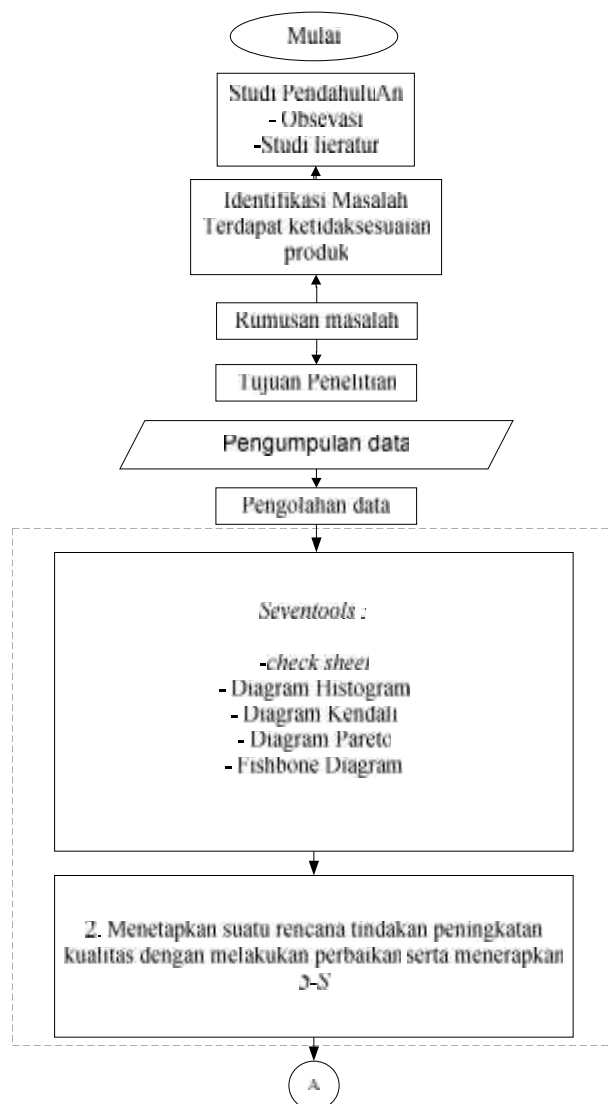 Mulai
Studi PendahuluAn
- Obsevasi
-Studi lieratur
Identifikasi Masalah
Terdapat ketidaksesuaian
produk
Rumusan masalah
Tujuan Penelitian
Pengumpulan data
Pengolahan data
Seventools :
-check sheet
- Diagram Histogram
- Diagram Kendali
- Diagram Pareto
- Fishbone Diagram
2. Menetapkan suatu rencana tindakan peningkatan
kualitas dengan melakukan perbaikan serta menerapkan
5-S
A